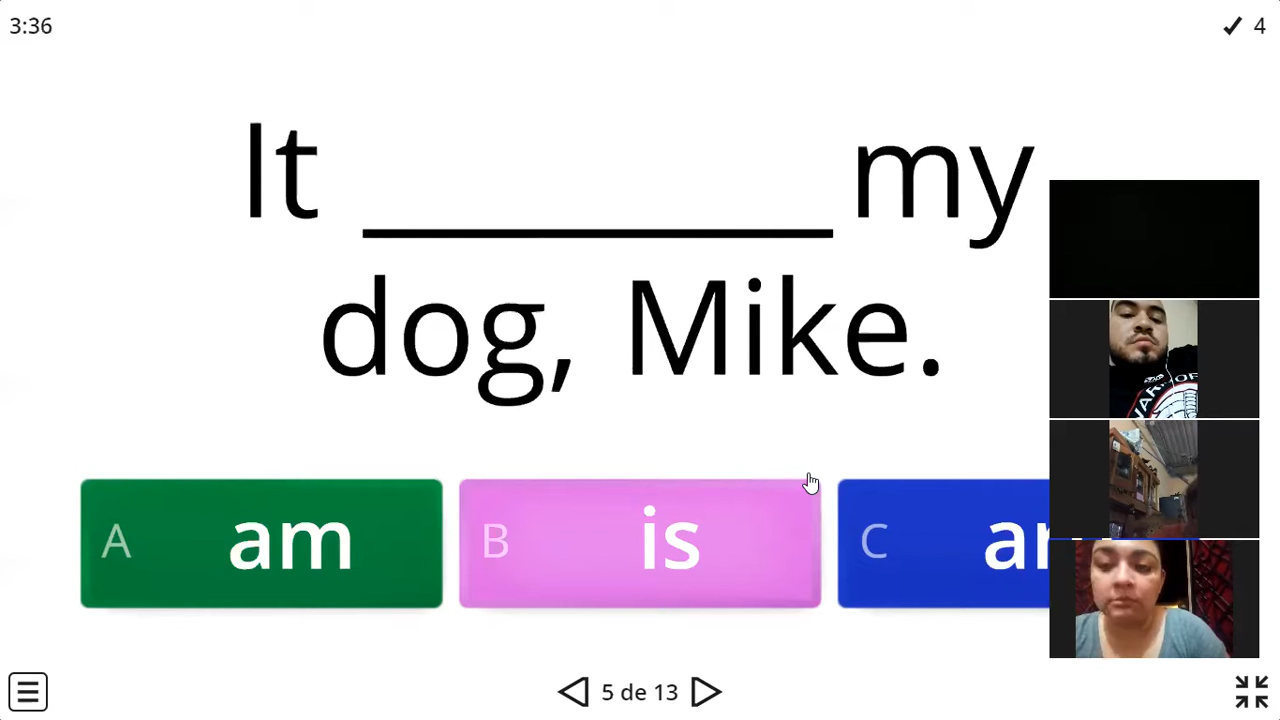 3:36
✓ 4
It __________ my
dog, Mike.
A am
B is
C
5 de 13